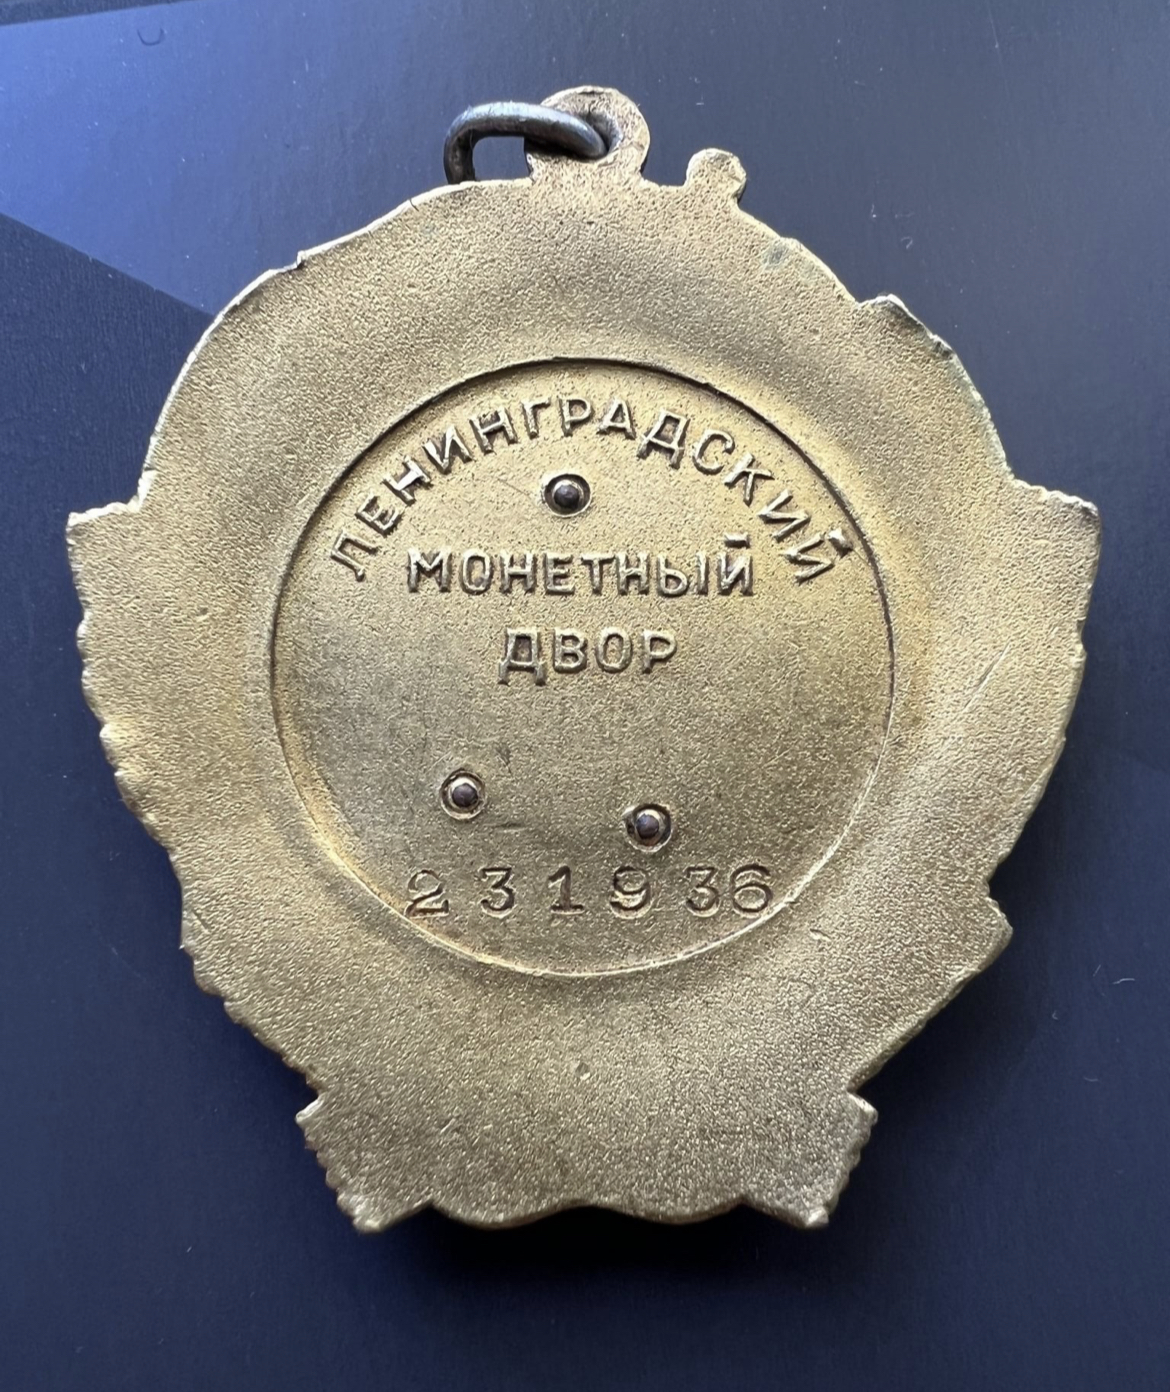 ЛЕНИНГРАДСКИЙ
МОНЕТНЫЙ
ДВОР
231936